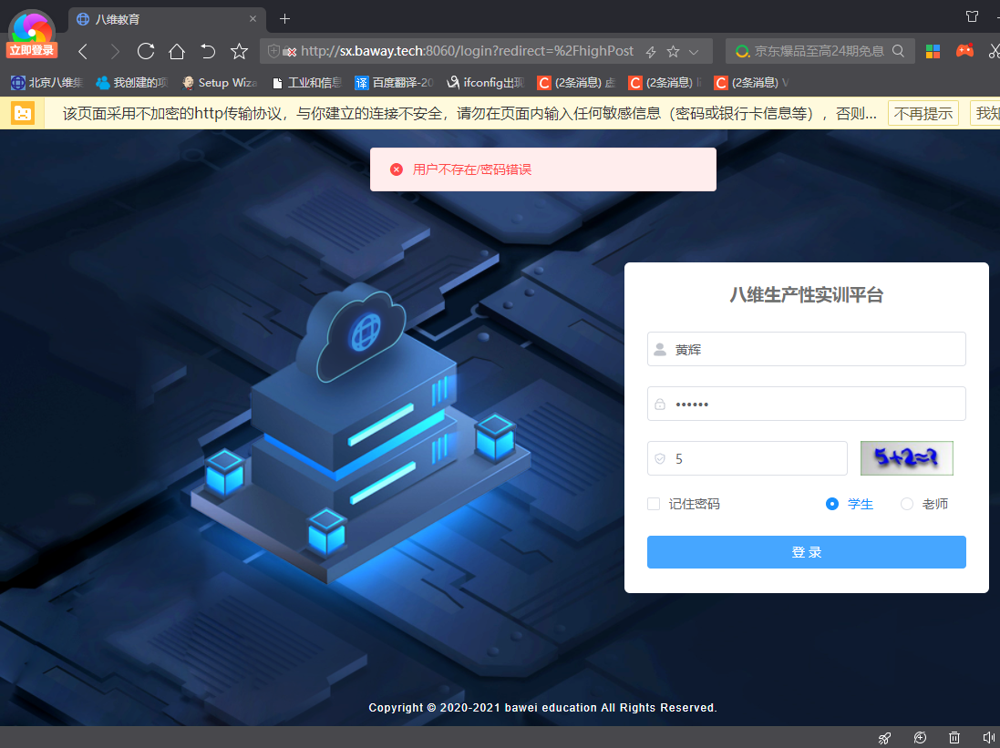 八维教育
立即登录
http://sx.baway.tech:8060/login?redirect=%2FhighPost
京东爆品至高24期免息
北京八维集
我创建的项
Setup Wiza
工业和信息
百度翻译-20
ifconfig出现
(2条消息) 虚
(2条消息)
(2条消息) V
该页面采用不加密的http传输协议，与你建立的连接不安全，请勿在页面内输入任何敏感信息（密码或银行卡信息等），否则...
不再提示
我知
用户不存在/密码错误
八维生产性实训平台
黄辉
••••••
5
5+2=?
记住密码
学生
老师
登 录
Copyright © 2020-2021 bawei education All Rights Reserved.